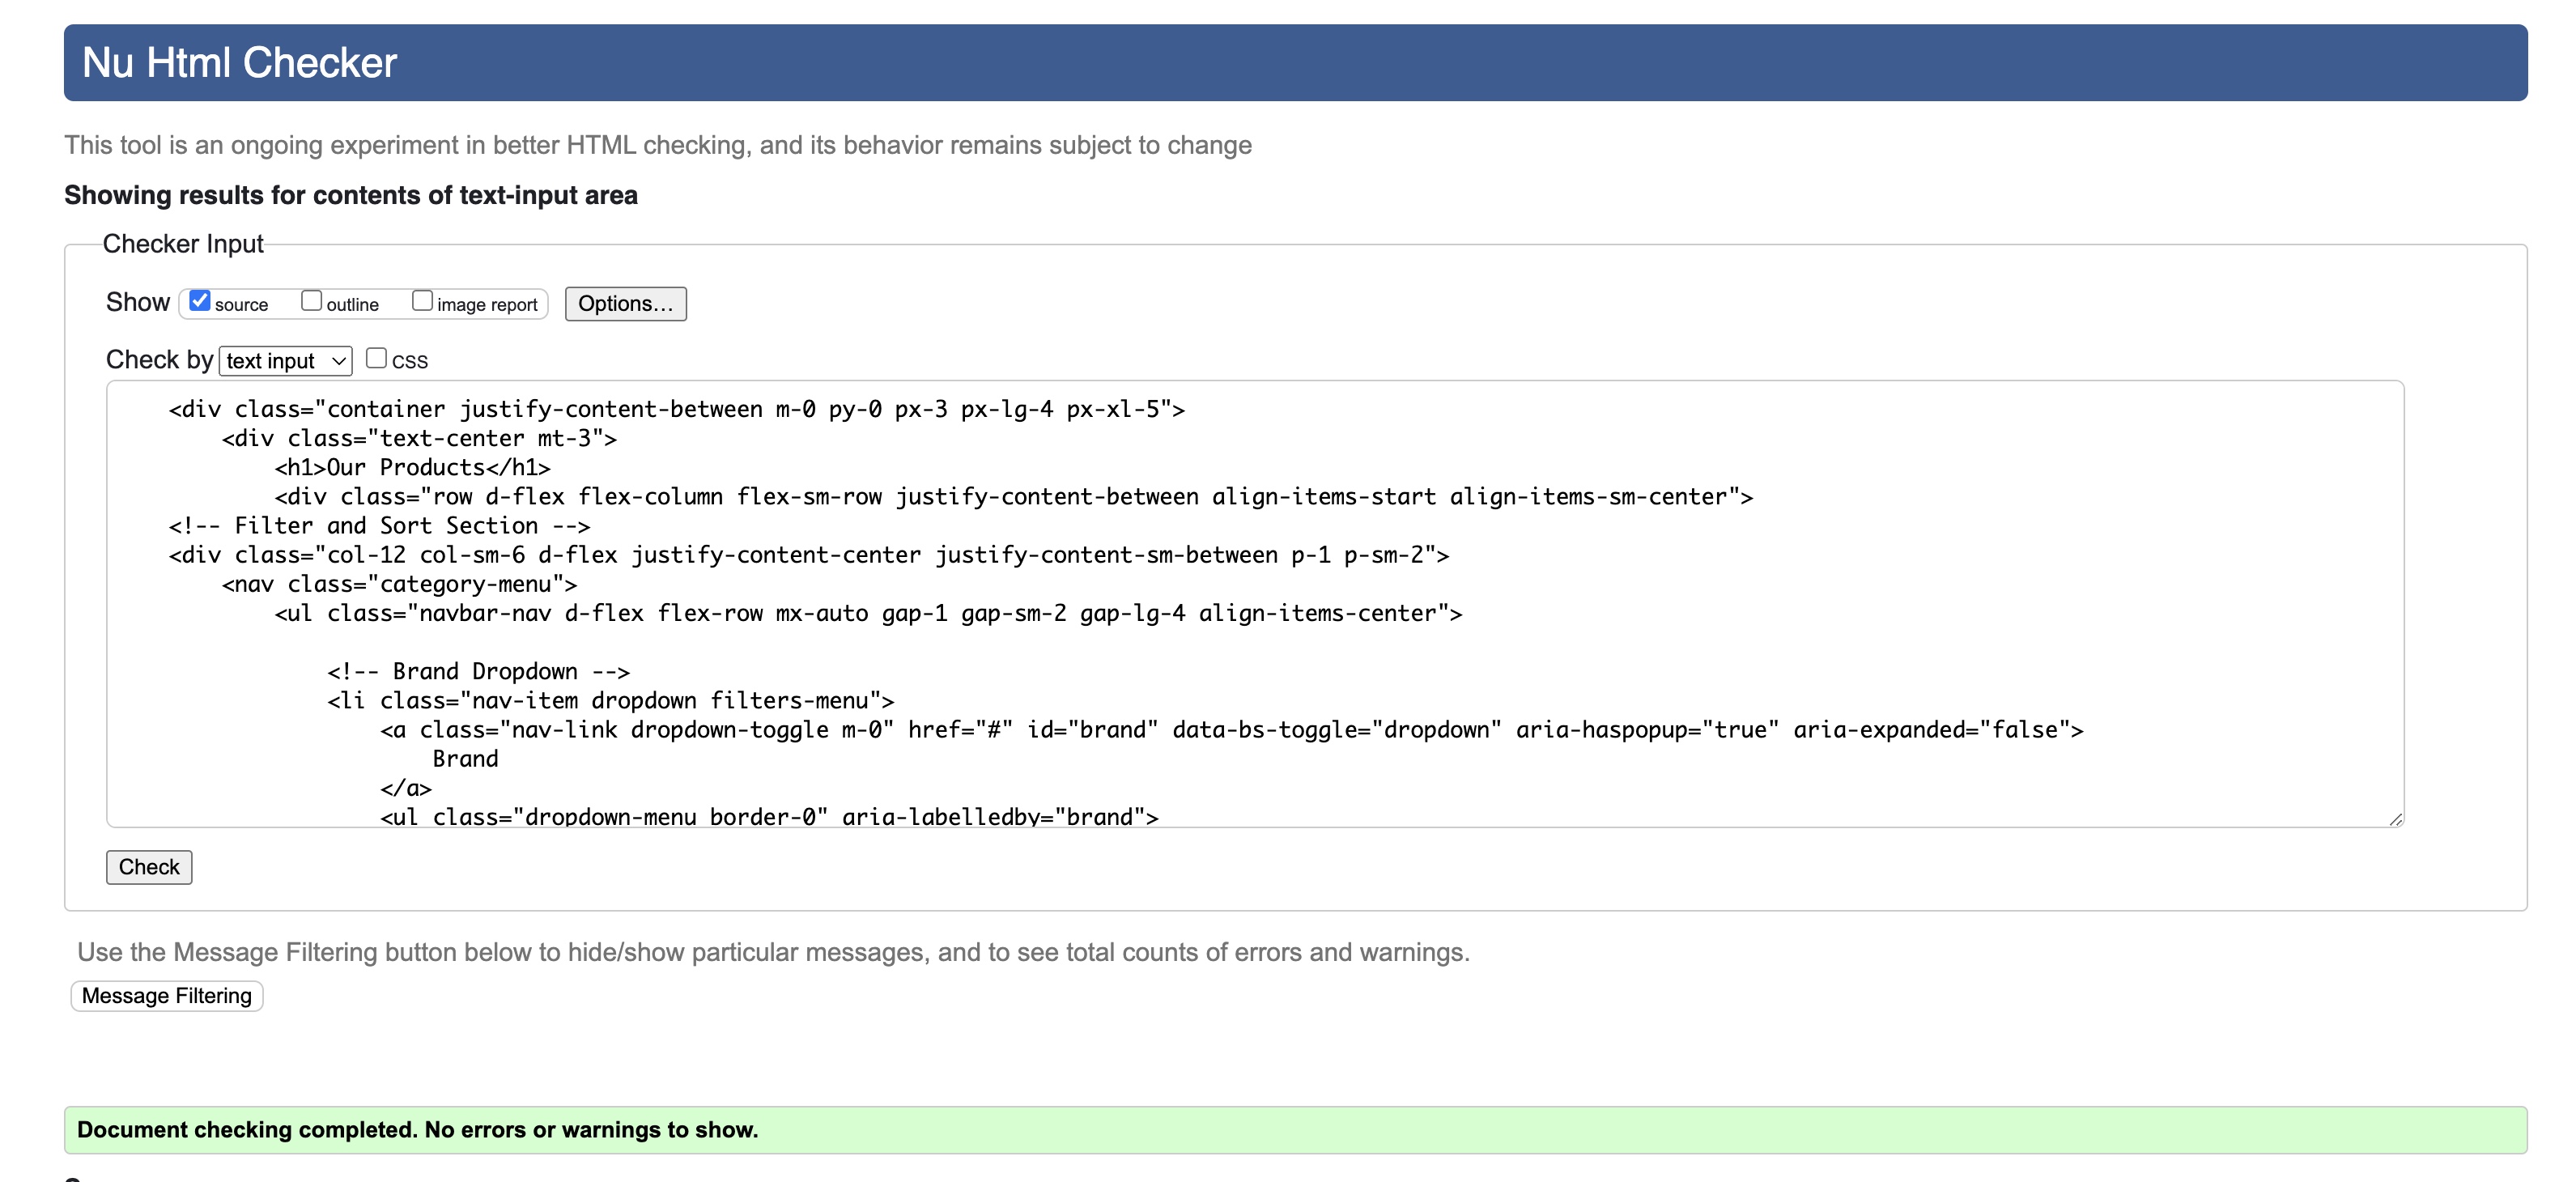 Nu Html Checker
This tool is an ongoing experiment in better HTML checking, and its behavior remains subject to change
Showing results for contents of text-input area
Checker Input
Show source outline image report Options...
Check by text input CSS
<div class="container justify-content-between m-0 py-0 px-3 px-lg-4 px-xl-5">
<div class="text-center mt-3">
<h1>Our Products</h1>
<div class="row d-flex flex-column flex-sm-row justify-content-between align-items-start align-items-sm-center">
<!-- Filter and Sort Section -->
<div class="col-12 col-sm-6 d-flex justify-content-center justify-content-sm-between p-1 p-sm-2">
<nav class="category-menu">
<ul class="navbar-nav d-flex flex-row mx-auto gap-1 gap-sm-2 gap-lg-4 align-items-center">
<!-- Brand Dropdown -->
<li class="nav-item dropdown filters-menu">
<a class="nav-link dropdown-toggle m-0" href="#" id="brand" data-bs-toggle="dropdown" aria-haspopup="true" aria-expanded="false">
Brand
</a>
<ul class="dropdown-menu border-0" aria-labelledby="brand">
Check
Use the Message Filtering button below to hide/show particular messages, and to see total counts of errors and warnings.
Message Filtering
Document checking completed. No errors or warnings to show.